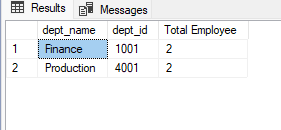 Results Messages
dept_name dept_id Total Employee
1 Finance 1001 2
2 Production 4001 2